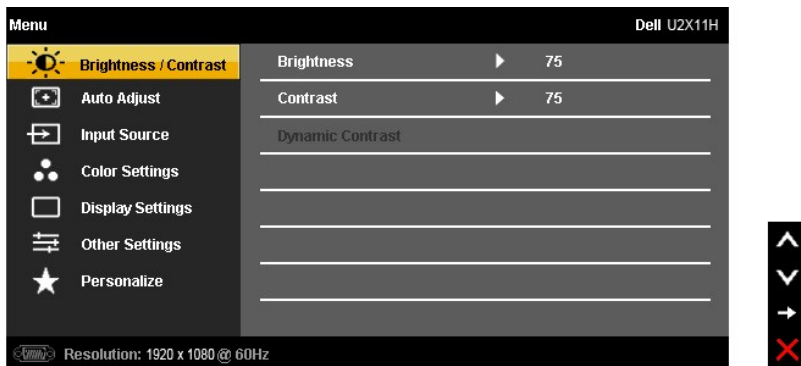 Menu Dell U2X11H
Brightness / Contrast Brightness 75
Auto Adjust Contrast 75
Input Source Dynamic Contrast
Color Settings
Display Settings
Other Settings
Personalize
Resolution: 1920 x 1080 @ 60Hz